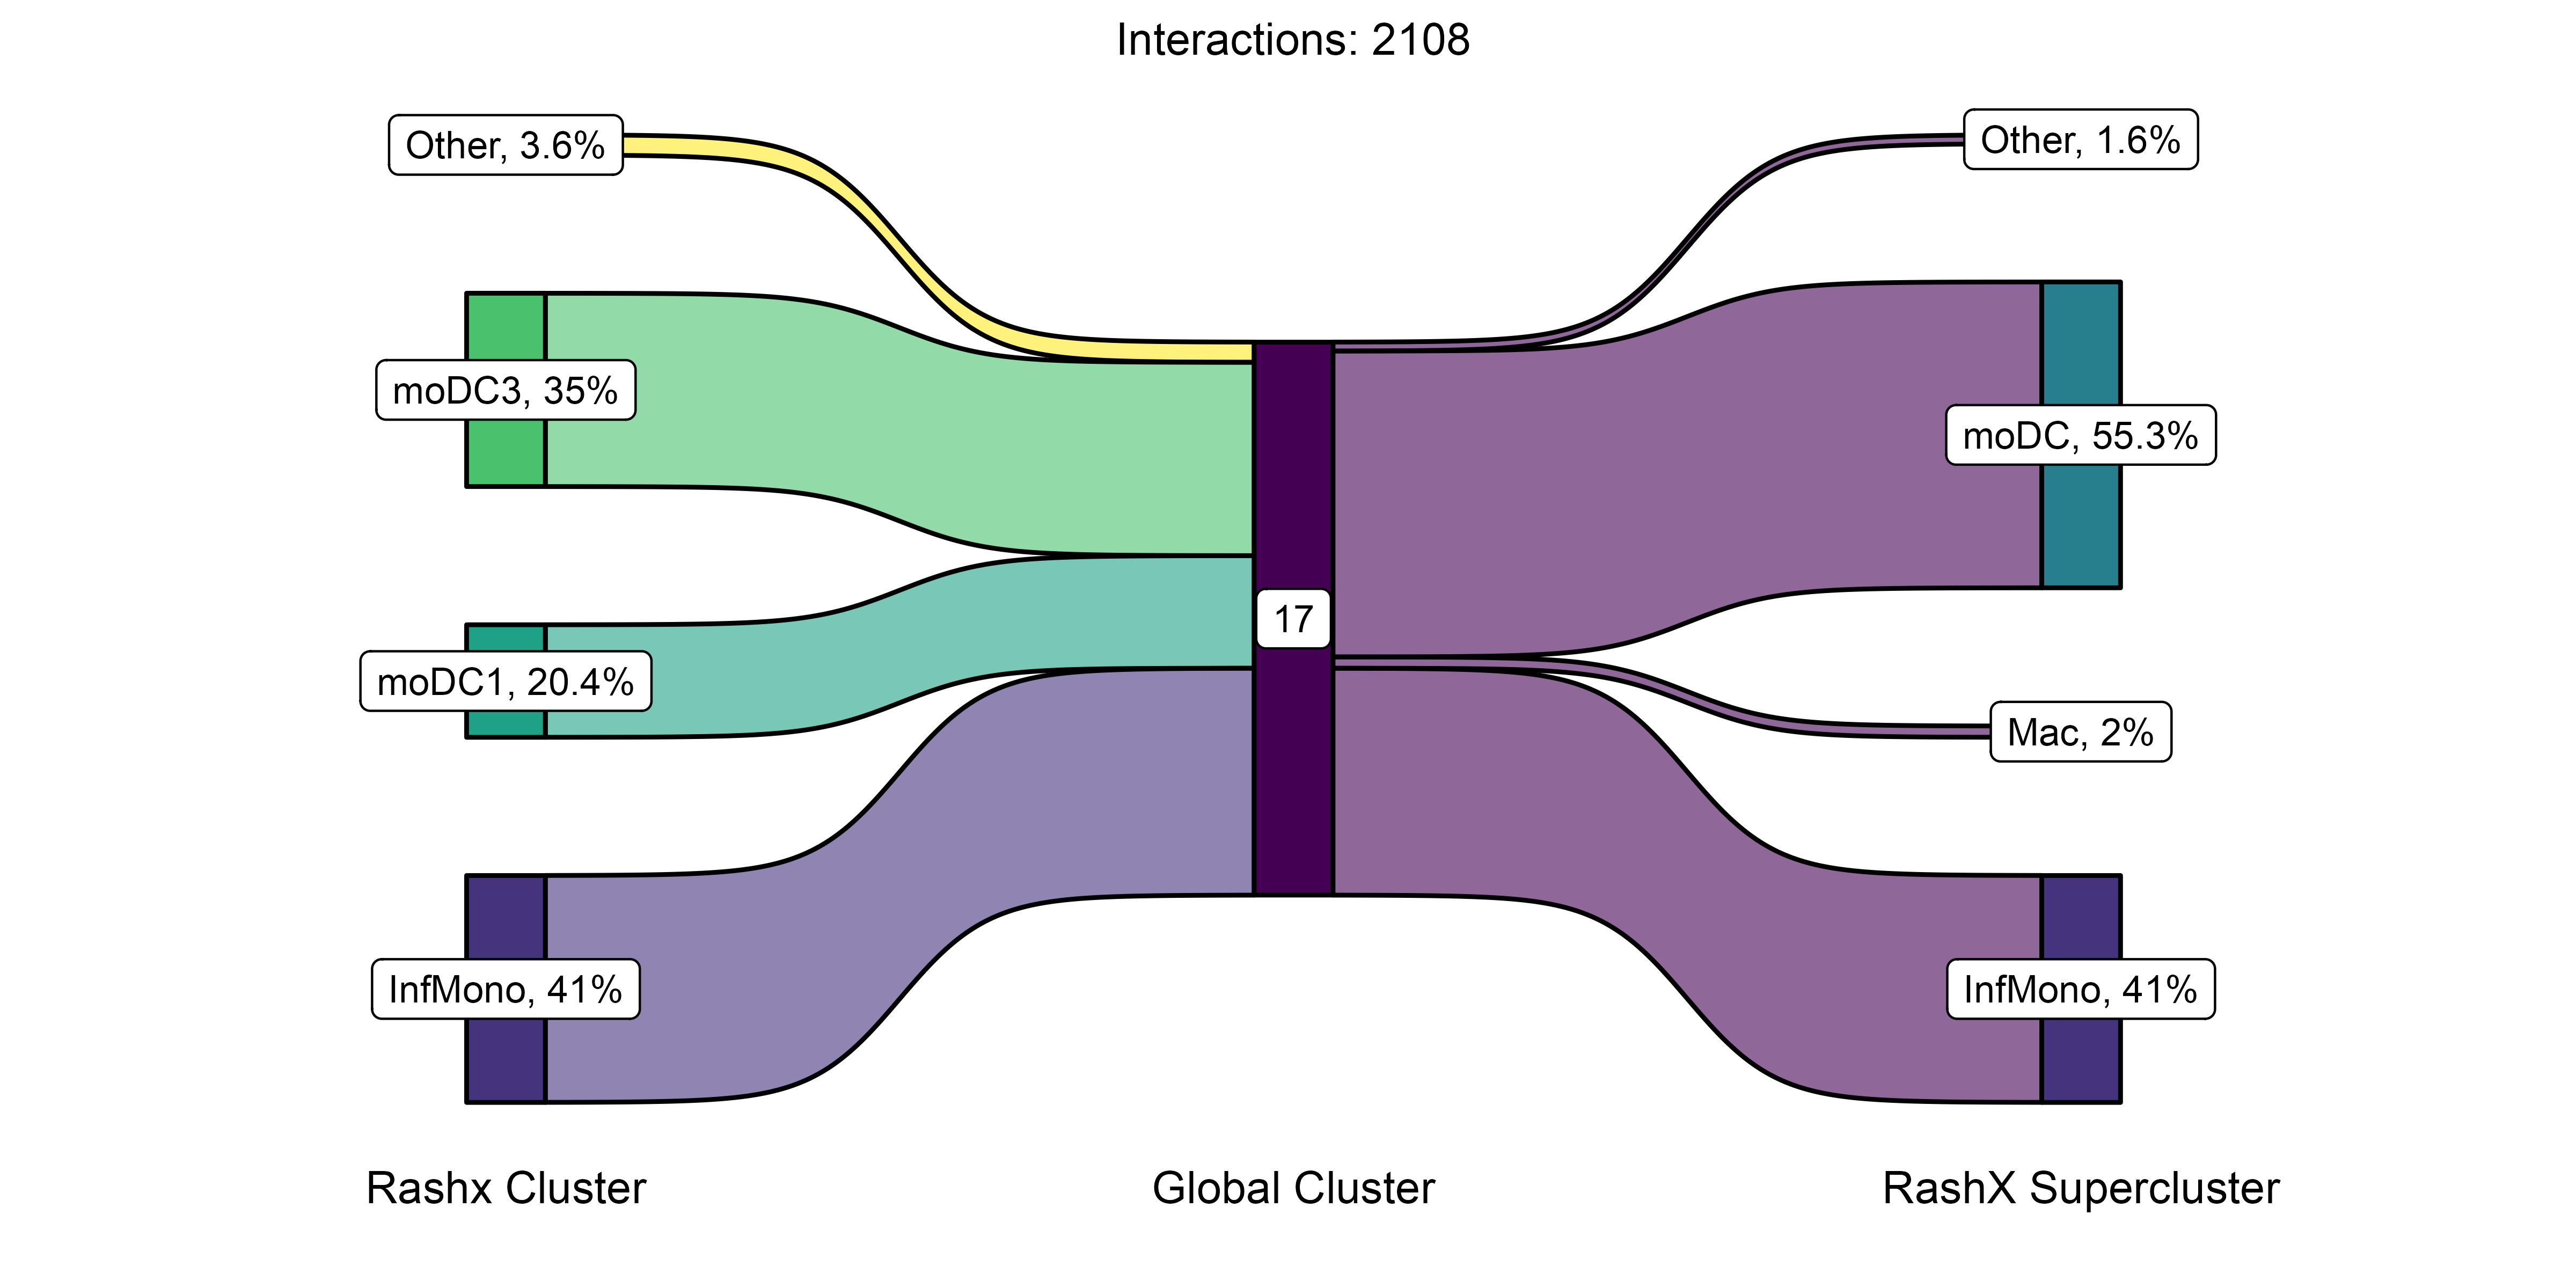 Interactions: 2108
Other, 3.6%
moDC3, 35%
moDC1, 20.4%
InfMono, 41%
17
Other, 1.6%
moDC, 55.3%
Mac, 2%
InfMono, 41%
Rashx Cluster
Global Cluster
RashX Supercluster